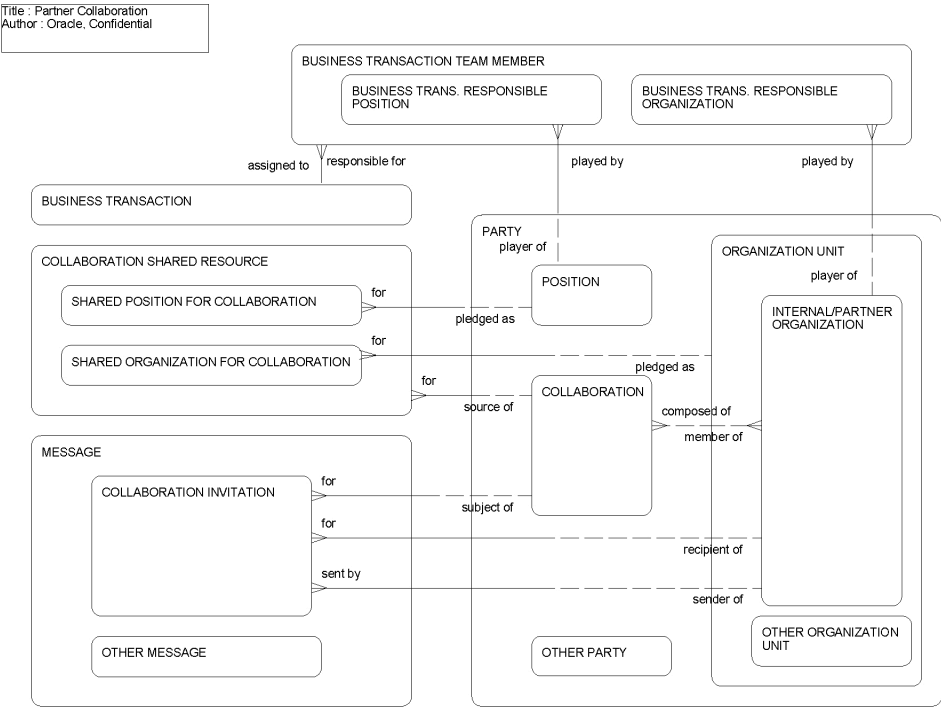 Title : Partner Collaboration
Author : Oracle, Confidential
BUSINESS TRANSACTION TEAM MEMBER
BUSINESS TRANS. RESPONSIBLE
POSITION
BUSINESS TRANS. RESPONSIBLE
ORGANIZATION
assigned to
responsible for
played by
played by
BUSINESS TRANSACTION
PARTY
player of
ORGANIZATION UNIT
player of
COLLABORATION SHARED RESOURCE
SHARED POSITION FOR COLLABORATION
for
pledged as
POSITION
INTERNAL/PARTNER
ORGANIZATION
SHARED ORGANIZATION FOR COLLABORATION
for
pledged as
for
source of
COLLABORATION
composed of
member of
MESSAGE
COLLABORATION INVITATION
for
subject of
for
recipient of
sent by
sender of
OTHER MESSAGE
OTHER PARTY
OTHER ORGANIZATION
UNIT